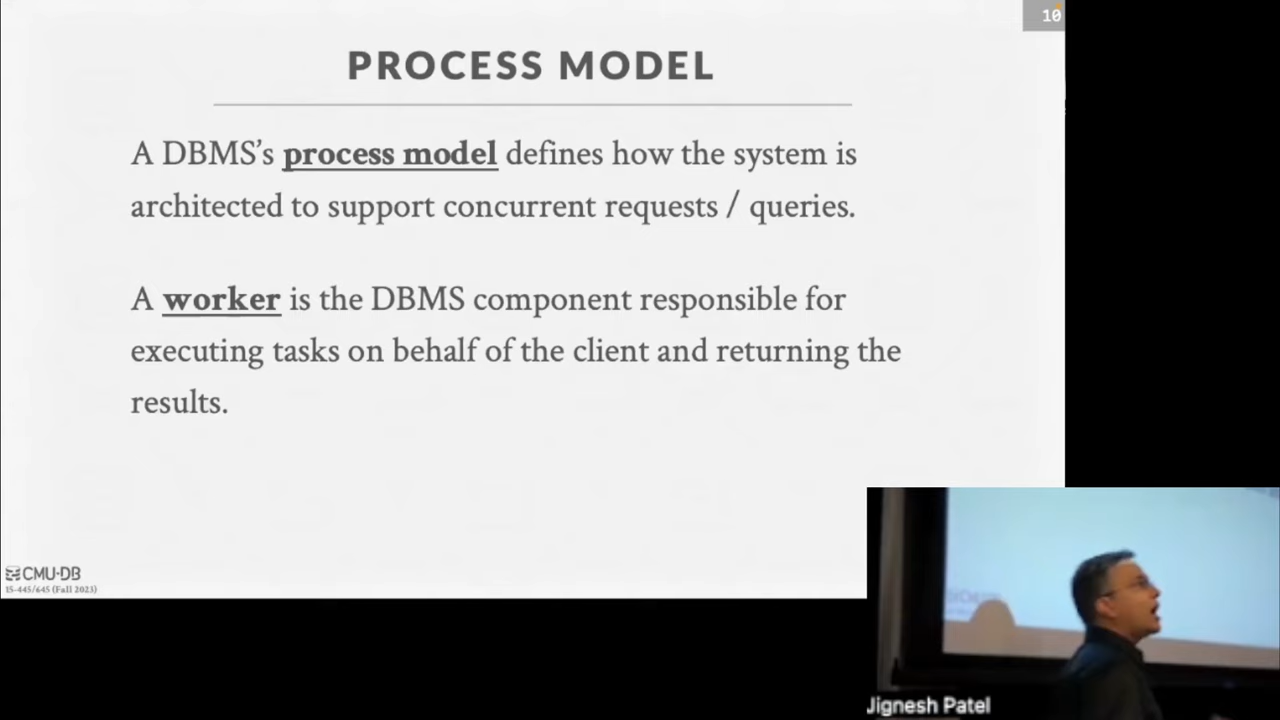 10
PROCESS MODEL
A DBMS’s process model defines how the system is
architected to support concurrent requests / queries.
A worker is the DBMS component responsible for
executing tasks on behalf of the client and returning the
results.
CMU·DB
15-445/645 (Fall 2023)
Jignesh Patel